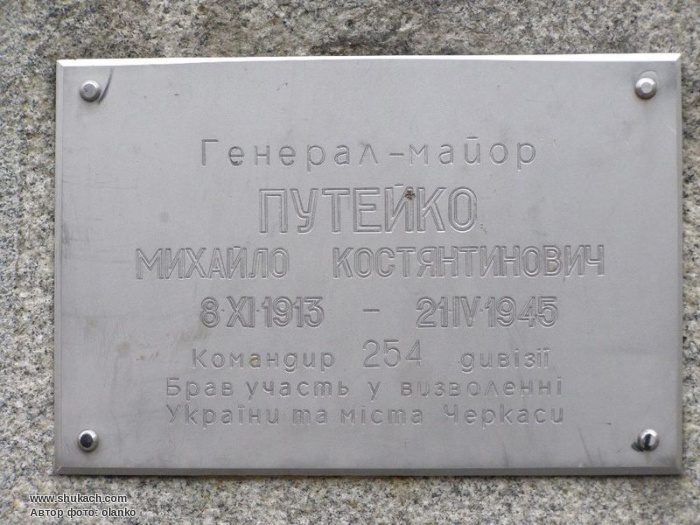 Генерал-майор
ПУТЕЙКО
МИХАЙЛО КОСТЯНТИНОВИЧ
8·XI·1913 – 21·IV·1945
Командир 254 дивізії
Брав участь у визволенні
України та міста Черкаси
www.shukach.com
Автор фото: olanko